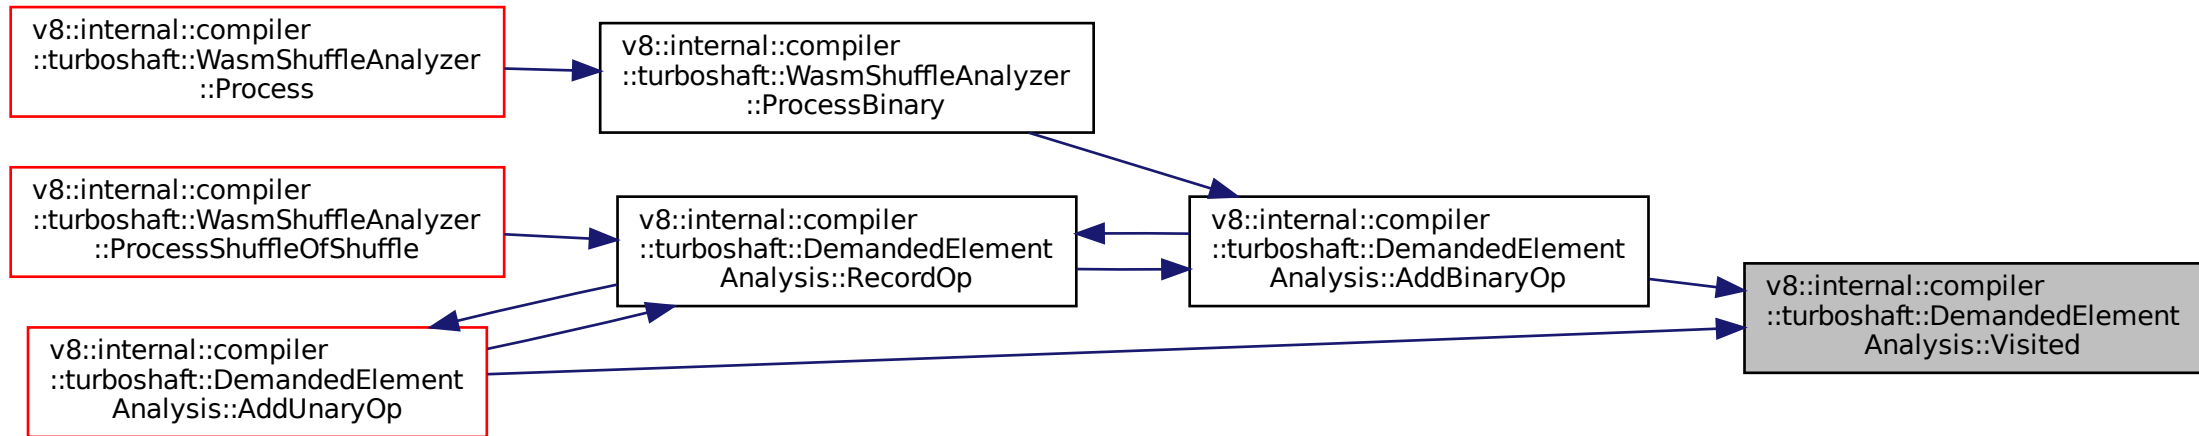 v8::internal::compiler
::turboshaft::WasmShuffleAnalyzer
::Process
v8::internal::compiler
::turboshaft::WasmShuffleAnalyzer
::ProcessBinary
v8::internal::compiler
::turboshaft::WasmShuffleAnalyzer
::ProcessShuffleOfShuffle
v8::internal::compiler
::turboshaft::DemandedElement
Analysis::RecordOp
v8::internal::compiler
::turboshaft::DemandedElement
Analysis::AddBinaryOp
v8::internal::compiler
::turboshaft::DemandedElement
Analysis::Visited
v8::internal::compiler
::turboshaft::DemandedElement
Analysis::AddUnaryOp